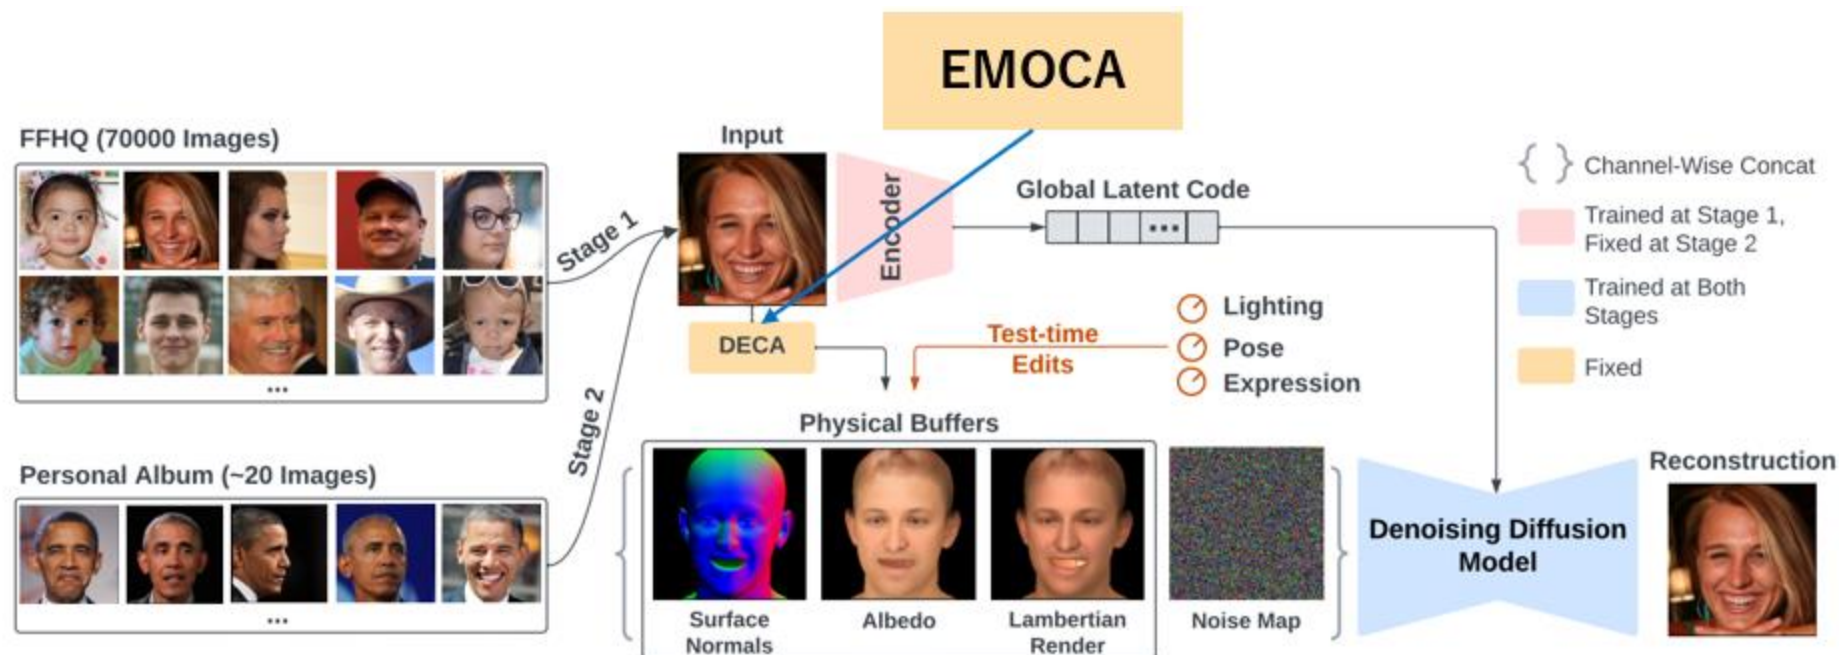 EMOCA
FFHQ (70000 Images)
...
Personal Album (~20 Images)
...
Stage 1
Stage 2
Input
Encoder
DECA
Global Latent Code
...
Test-time
Edits
Lighting
Pose
Expression
Physical Buffers
Surface
Normals
Albedo
Lambertian
Render
Noise Map
Denoising Diffusion
Model
Reconstruction
{ } Channel-Wise Concat
Trained at Stage 1,
Fixed at Stage 2
Trained at Both
Stages
Fixed